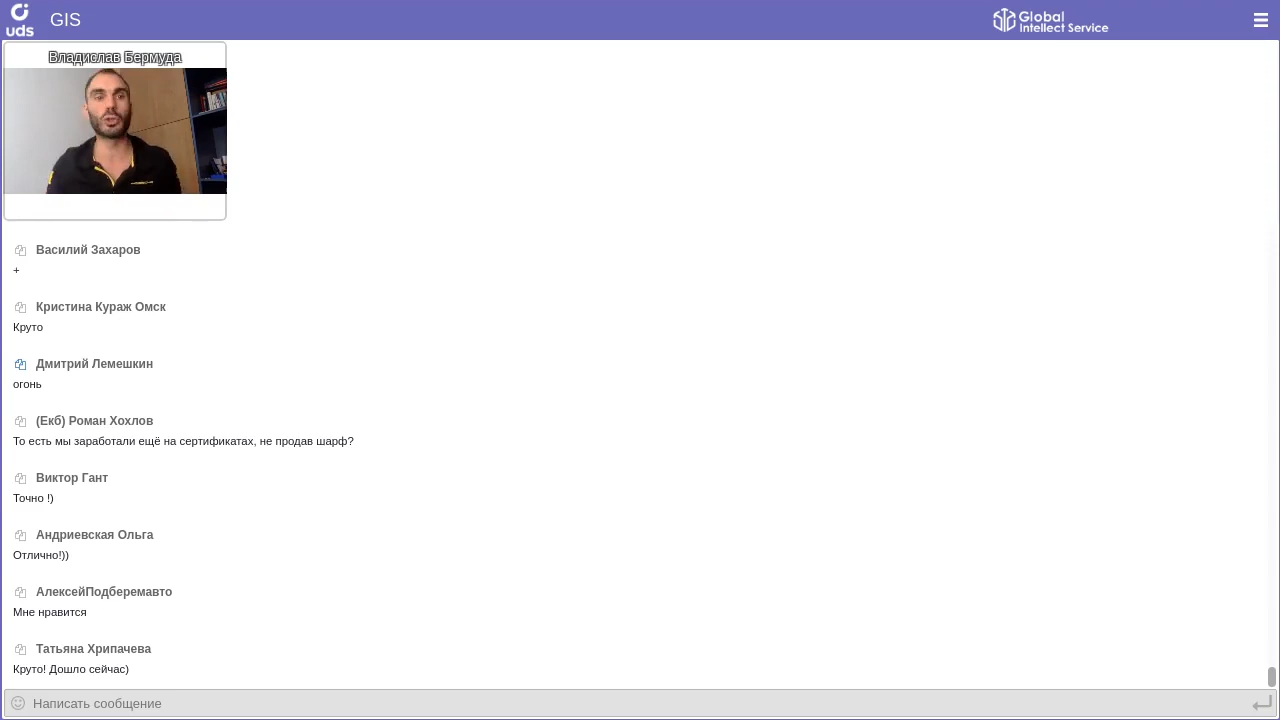 uds
GIS
Global
Intellect Service
Владислав Бермуда
Василий Захаров
+
Кристина Кураж Омск
Круто
Дмитрий Лемешкин
огонь
(Екб) Роман Хохлов
То есть мы заработали ещё на сертификатах, не продав шарф?
Виктор Гант
Точно !)
Андриевская Ольга
Отлично!))
АлексейПодберемавто
Мне нравится
Татьяна Хрипачева
Круто! Дошло сейчас)
Написать сообщение